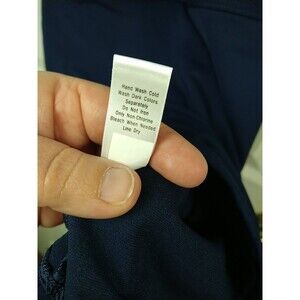 Hand Wash Cold
Wash Dark Colors
Separately
Do Not Iron
Only Non-Chlorine
Bleach When Needed
Line Dry